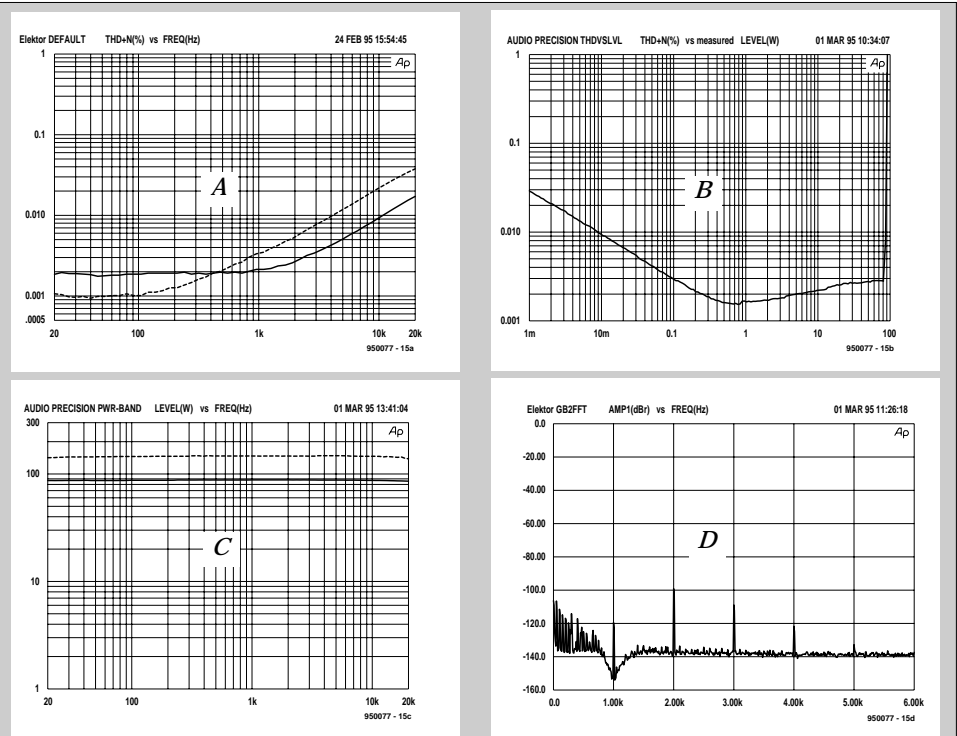 Elektor DEFAULT THD+N(%) vs FREQ(Hz) 24 FEB 95 15:54:45
1
Ap
0.1
A
0.010
0.001
.0005
20 100 1k 10k 20k
950077 - 15a
AUDIO PRECISION THDVSLVL THD+N(%) vs measured LEVEL(W) 01 MAR 95 10:34:07
1
Ap
0.1
B
0.010
0.001
1m 10m 0.1 1 10 100
950077 - 15b
AUDIO PRECISION PWR-BAND LEVEL(W) vs FREQ(Hz) 01 MAR 95 13:41:04
300
Ap
100
C
10
1
20 100 1k 10k 20k
950077 - 15c
Elektor GB2FFT AMP1(dBr) vs FREQ(Hz) 01 MAR 95 11:26:18
0.0
Ap
-20.00
-40.00
-60.00
D
-80.00
-100.0
-120.0
-140.0
-160.0
0.0 1.00k 2.00k 3.00k 4.00k 5.00k 6.00k
950077 - 15d